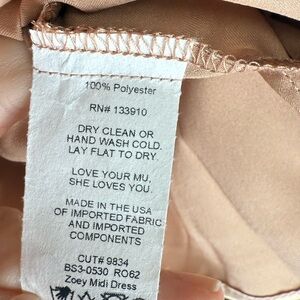 100% Polyester
RN# 133910
DRY CLEAN OR
HAND WASH COLD.
LAY FLAT TO DRY.
LOVE YOUR MU,
SHE LOVES YOU.
MADE IN THE USA
OF IMPORTED FABRIC
AND IMPORTED
COMPONENTS
CUT# 9834
BS3-0530 RO62
Zoey Midi Dress